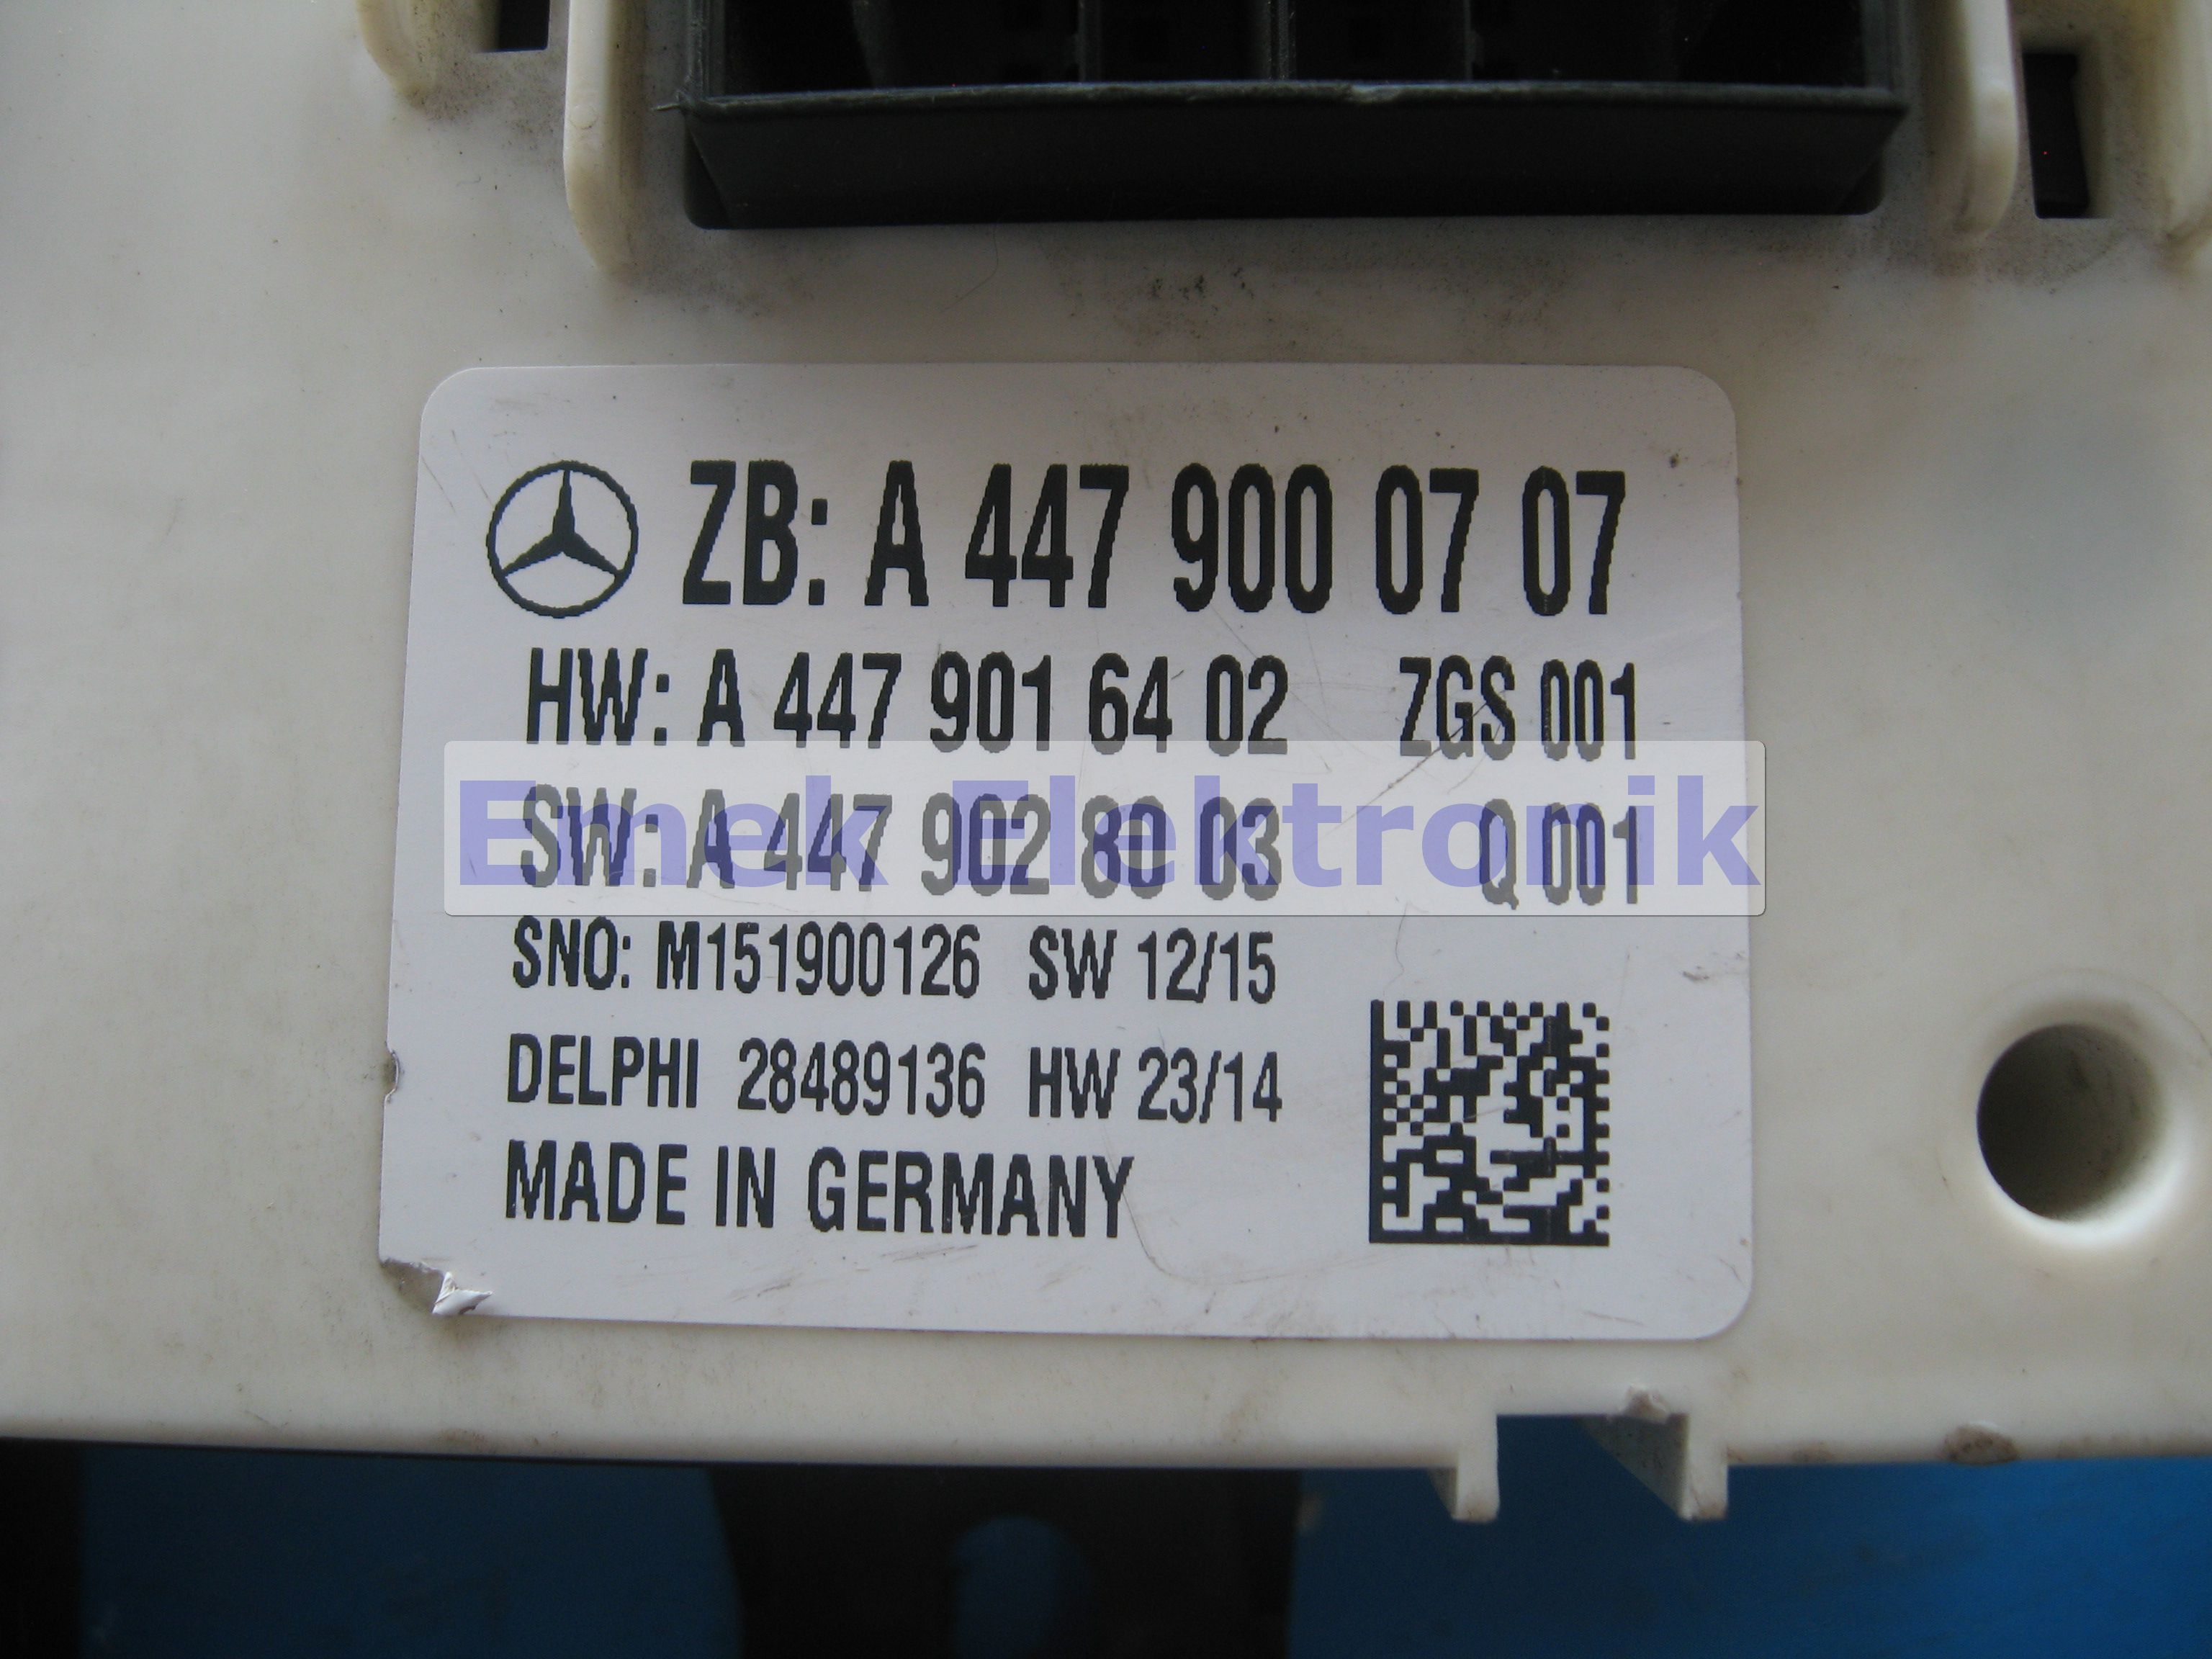 ZB: A 447 900 07 07
HW: A 447 901 64 02 ZGS 001
SW: A 447 902 80 03 Q 001
Emek Elektronik
SNO: M151900126 SW 12/15
DELPHI 28489136 HW 23/14
MADE IN GERMANY